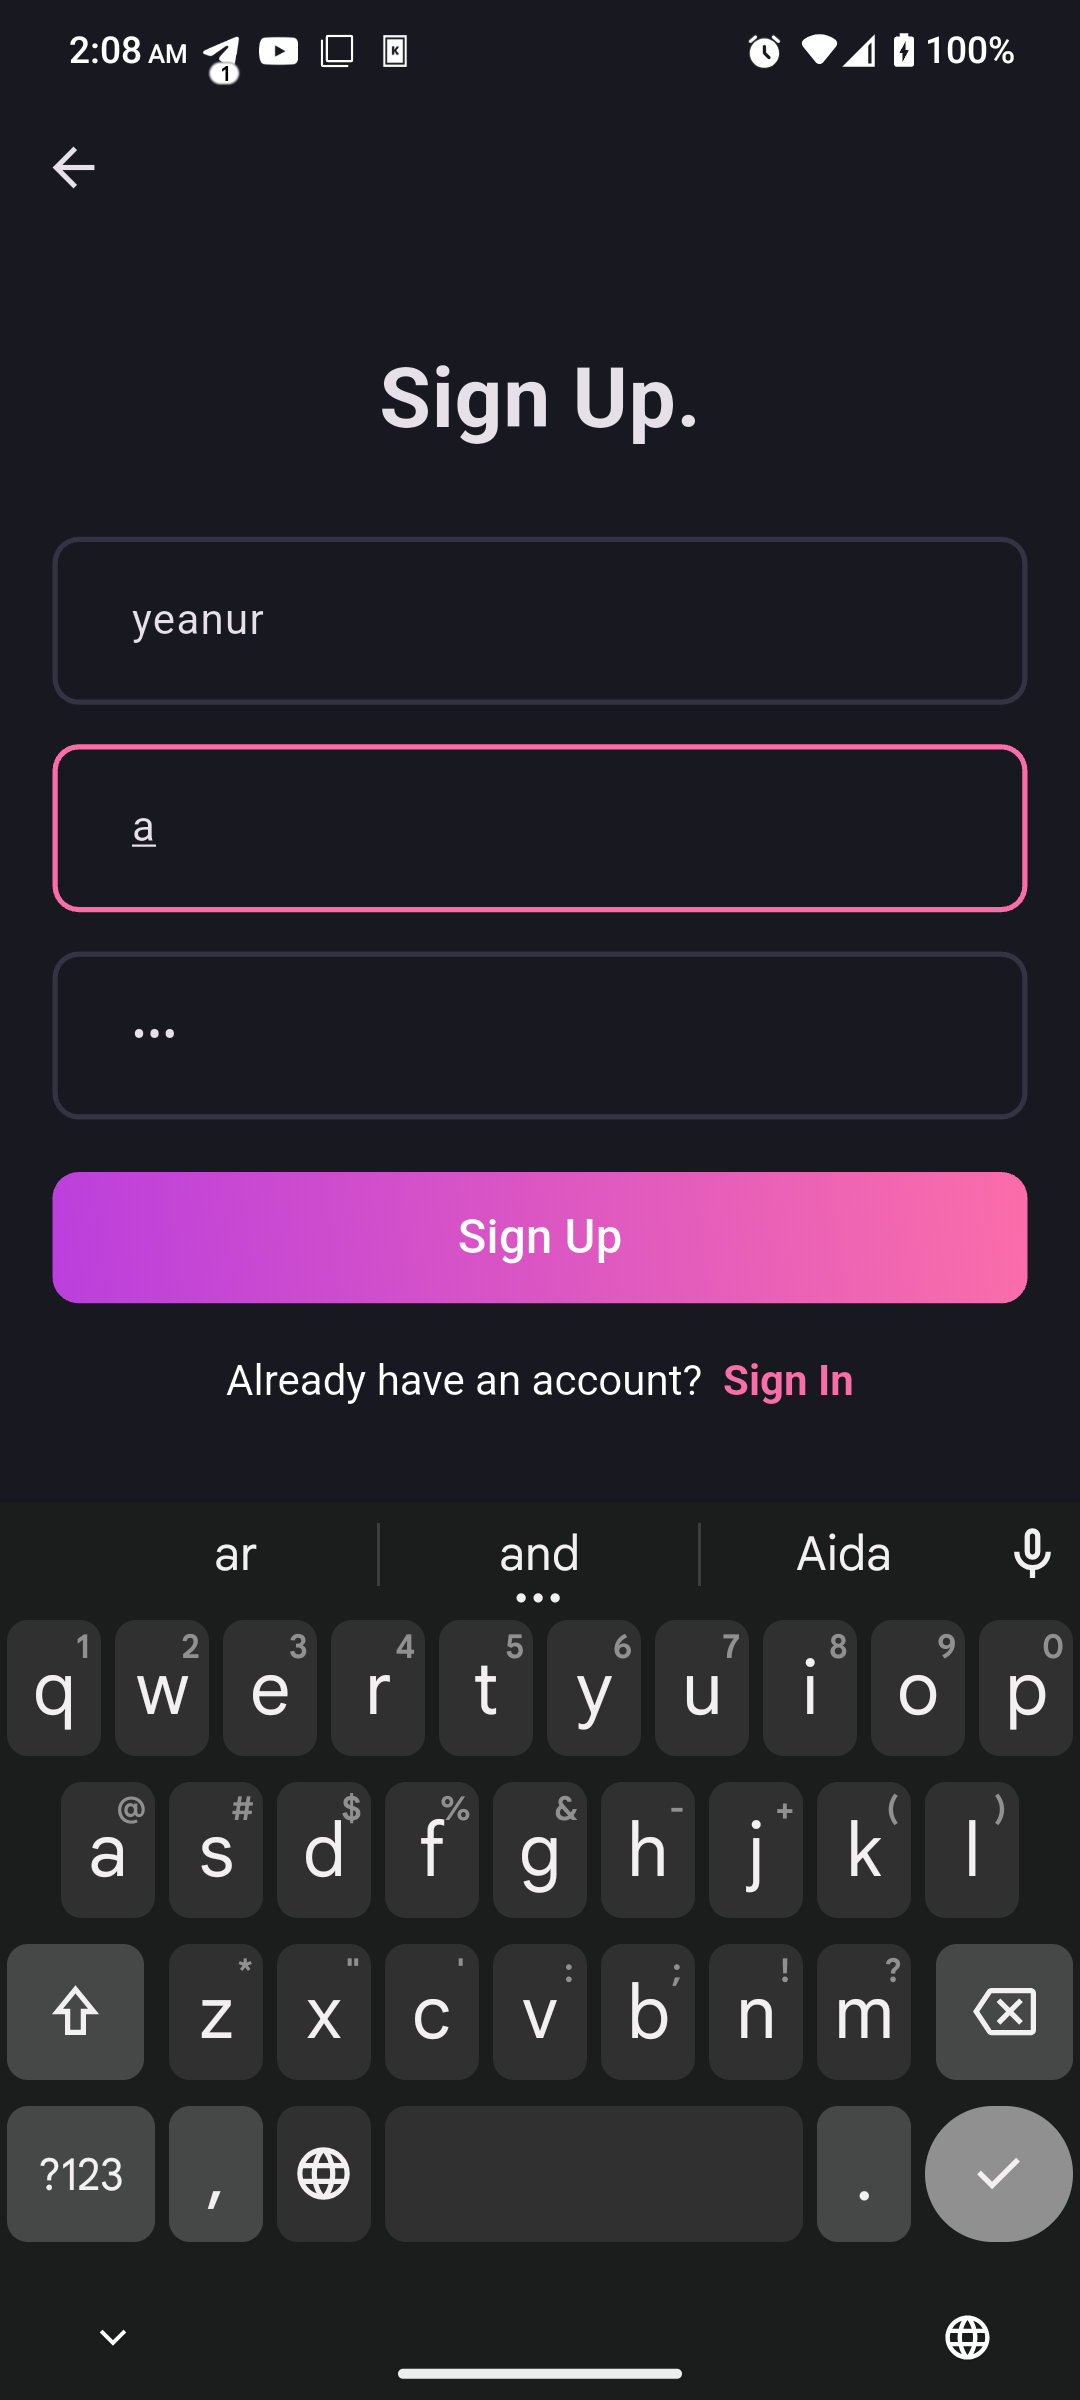 2:08 AM
1
100%
Sign Up.
yeanur
a
•••
Sign Up
Already have an account? Sign In
ar and Aida
1 2 3 4 5 6 7 8 9 0
q w e r t y u i o p
@ # $ % & - + ( )
a s d f g h j k l
* " ' : ; ! ?
z x c v b n m
?123 , .